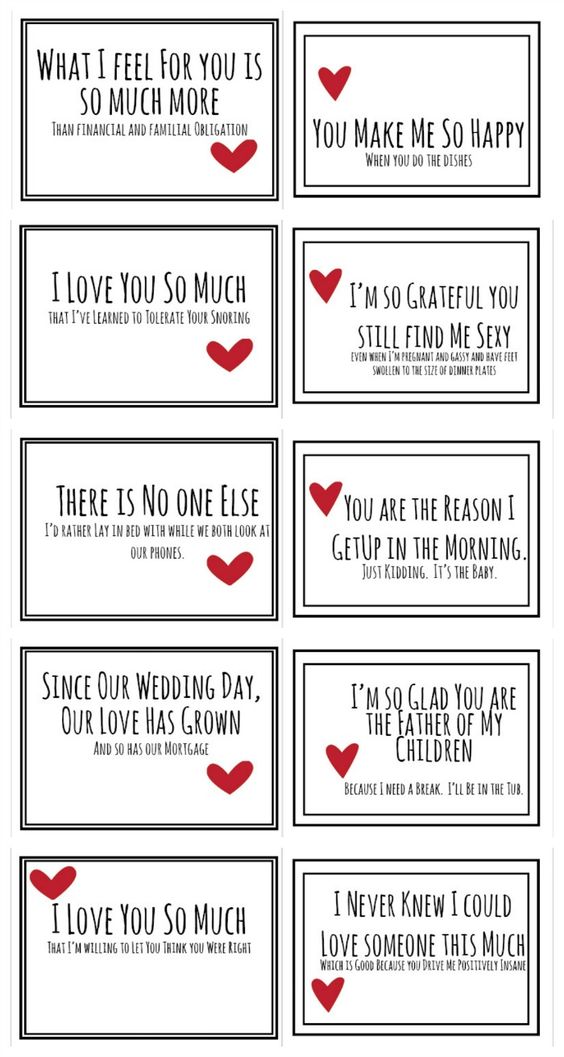 What I feel For you is
so much more
Than financial and familial Obligation
You Make Me So Happy
When you do the dishes
I Love You So Much
that I've Learned to Tolerate Your Snoring
I'm so Grateful you
still find Me Sexy
even when I'm pregnant and gassy and have feet
swollen to the size of dinner plates
There is No one Else
I'd rather Lay in bed with while we both look at
our phones.
You are the Reason I
GetUp in the Morning.
Just Kidding. It's the Baby.
Since Our Wedding Day,
Our Love Has Grown
And so has our Mortgage
I'm so Glad You are
the Father of My
Children
Because I need a Break. I'll Be in the Tub.
I Love You So Much
That I'm willing to Let You Think you Were Right
I Never Knew I could
Love someone this Much
Which is Good Because you Drive Me Positively Insane